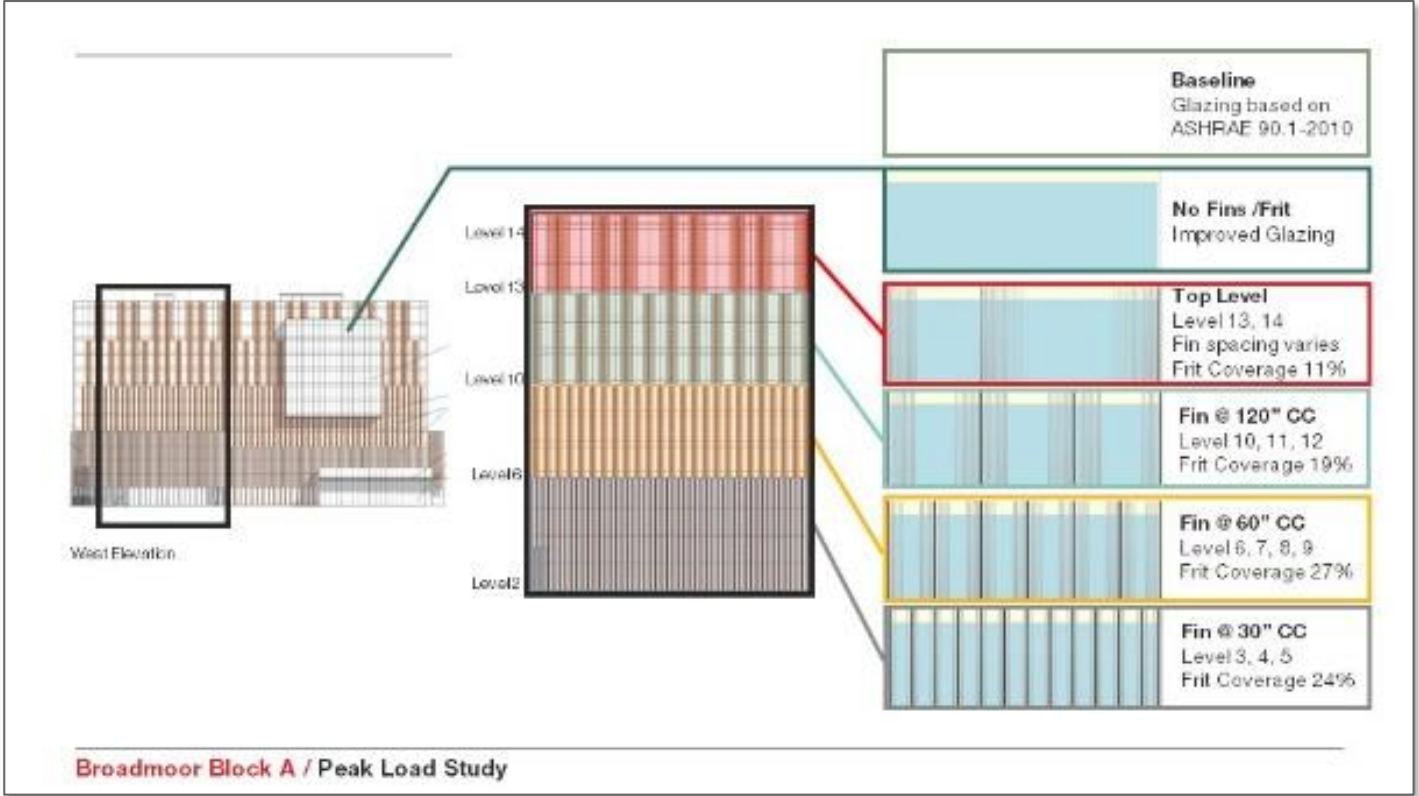 Baseline
Glazing based on
ASHRAE 90.1-2010
No Fins /Frit
Improved Glazing
Top Level
Level 13, 14
Fin spacing varies
Frit Coverage 11%
Fin @ 120" CC
Level 10, 11, 12
Frit Coverage 19%
Fin @ 60" CC
Level 6, 7, 8, 9
Frit Coverage 27%
Fin @ 30" CC
Level 3, 4, 5
Frit Coverage 24%
Level 14
Level 13
Level 10
Level 6
Level 2
West Elevation
Broadmoor Block A / Peak Load Study